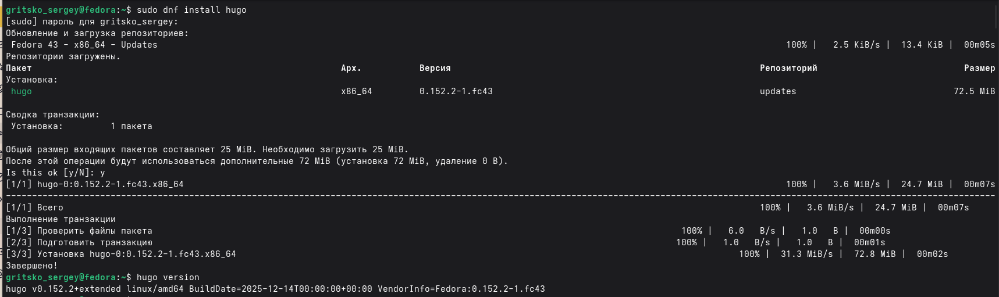 gritsko_sergey@fedora:~$ sudo dnf install hugo
[sudo] пароль для gritsko_sergey:
Обновление и загрузка репозиториев:
Fedora 43 - x86_64 - Updates 100% | 2.5 KiB/s | 13.4 KiB | 00m05s
Репозитории загружены.
Пакет Арх. Версия Репозиторий Размер
Установка:
hugo x86_64 0.152.2-1.fc43 updates 72.5 MiB
Сводка транзакции:
Установка: 1 пакета
Общий размер входящих пакетов составляет 25 MiB. Необходимо загрузить 25 MiB.
После этой операции будут использоваться дополнительные 72 MiB (установка 72 MiB, удаление 0 B).
Is this ok [y/N]: y
[1/1] hugo-0:0.152.2-1.fc43.x86_64 100% | 3.6 MiB/s | 24.7 MiB | 00m07s
--------------------------------------------------------------------------------
[1/1] Всего 100% | 3.6 MiB/s | 24.7 MiB | 00m07s
Выполнение транзакции
[1/3] Проверить файлы пакета 100% | 6.0 B/s | 1.0 B | 00m00s
[2/3] Подготовить транзакцию 100% | 1.0 B/s | 1.0 B | 00m01s
[3/3] Установка hugo-0:0.152.2-1.fc43.x86_64 100% | 31.3 MiB/s | 72.8 MiB | 00m02s
Завершено!
gritsko_sergey@fedora:~$ hugo version
hugo v0.152.2+extended linux/amd64 BuildDate=2025-12-14T00:00:00+00:00 VendorInfo=Fedora:0.152.2-1.fc43